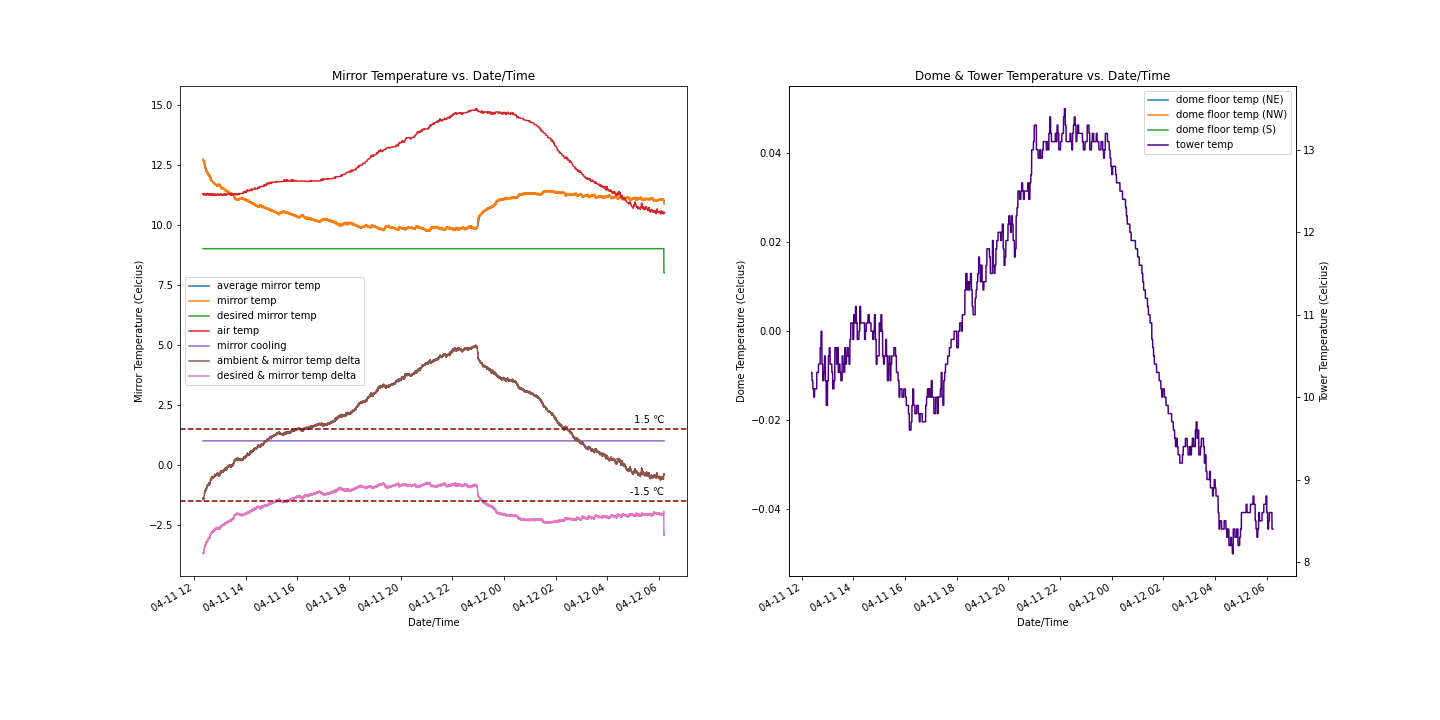 Mirror Temperature vs. Date/Time
Mirror Temperature (Celcius)
15.0
12.5
10.0
7.5
5.0
2.5
0.0
−2.5
average mirror temp
mirror temp
desired mirror temp
air temp
mirror cooling
ambient & mirror temp delta
desired & mirror temp delta
1.5 °C
-1.5 °C
04-11 12
04-11 14
04-11 16
04-11 18
04-11 20
04-11 22
04-12 00
04-12 02
04-12 04
04-12 06
Date/Time
Dome & Tower Temperature vs. Date/Time
Dome Temperature (Celcius)
0.04
0.02
0.00
−0.02
−0.04
dome floor temp (NE)
dome floor temp (NW)
dome floor temp (S)
tower temp
13
12
11
10
9
8
Tower Temperature (Celcius)
04-11 12
04-11 14
04-11 16
04-11 18
04-11 20
04-11 22
04-12 00
04-12 02
04-12 04
04-12 06
Date/Time